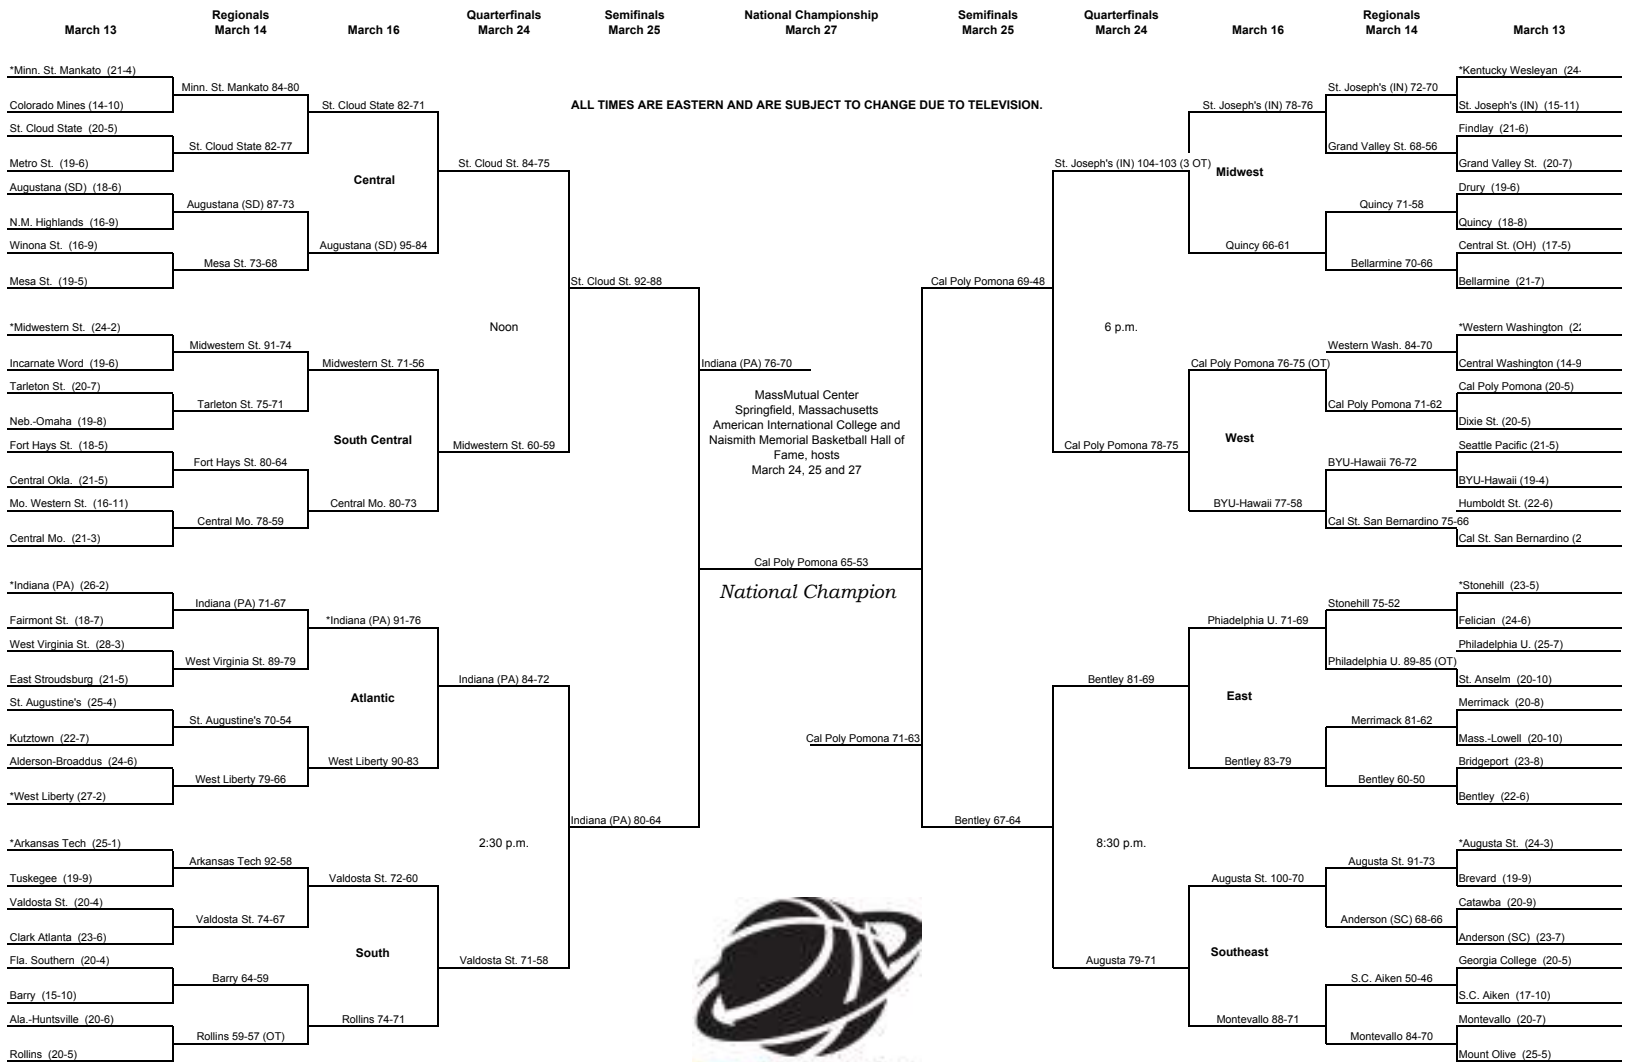 Regionals
Quarterfinals
Semifinals
National Championship
Semifinals
Quarterfinals
Regionals
March 13
March 14
March 16
March 24
March 25
March 27
March 25
March 24
March 16
March 14
March 13
ALL TIMES ARE EASTERN AND ARE SUBJECT TO CHANGE DUE TO TELEVISION.
*Minn. St. Mankato (21-4)
Minn. St. Mankato 84-80
Colorado Mines (14-10)
St. Cloud State 82-71
St. Cloud State (20-5)
St. Cloud State 82-77
Metro St. (19-6)
St. Cloud St. 84-75
Central
Augustana (SD) (18-6)
Augustana (SD) 87-73
N.M. Highlands (16-9)
Augustana (SD) 95-84
Winona St. (16-9)
Mesa St. 73-68
Mesa St. (19-5)
St. Cloud St. 92-88
Noon
*Midwestern St. (24-2)
Midwestern St. 91-74
Incarnate Word (19-6)
Midwestern St. 71-56
Tarleton St. (20-7)
Tarleton St. 75-71
Neb.-Omaha (19-8)
South Central
Midwestern St. 60-59
Fort Hays St. (18-5)
Fort Hays St. 80-64
Central Okla. (21-5)
Central Mo. 80-73
Mo. Western St. (16-11)
Central Mo. 78-59
Central Mo. (21-3)
*Indiana (PA) (26-2)
Indiana (PA) 71-67
Fairmont St. (18-7)
*Indiana (PA) 91-76
West Virginia St. (28-3)
West Virginia St. 89-79
East Stroudsburg (21-5)
Indiana (PA) 84-72
Atlantic
St. Augustine's (25-4)
St. Augustine's 70-54
Kutztown (22-7)
West Liberty 90-83
Alderson-Broaddus (24-6)
West Liberty 79-66
*West Liberty (27-2)
Indiana (PA) 80-64
2:30 p.m.
*Arkansas Tech (25-1)
Arkansas Tech 92-58
Tuskegee (19-9)
Valdosta St. 72-60
Valdosta St. (20-4)
Valdosta St. 74-67
Clark Atlanta (23-6)
South
Valdosta St. 71-58
Fla. Southern (20-4)
Barry 64-59
Barry (15-10)
Rollins 74-71
Ala.-Huntsville (20-6)
Rollins 59-57 (OT)
Rollins (20-5)
Indiana (PA) 76-70
MassMutual Center
Springfield, Massachusetts
American International College and
Naismith Memorial Basketball Hall of
Fame, hosts
March 24, 25 and 27
Cal Poly Pomona 65-53
National Champion
Cal Poly Pomona 71-63
*Kentucky Wesleyan (24-
St. Joseph's (IN) 72-70
St. Joseph's (IN) (15-11)
St. Joseph's (IN) 78-76
Findlay (21-6)
Grand Valley St. 68-56
Grand Valley St. (20-7)
St. Joseph's (IN) 104-103 (3 OT)
Midwest
Drury (19-6)
Quincy 71-58
Quincy (18-8)
Quincy 66-61
Central St. (OH) (17-5)
Bellarmine 70-66
Bellarmine (21-7)
Cal Poly Pomona 69-48
6 p.m.
*Western Washington (22
Western Wash. 84-70
Central Washington (14-9
Cal Poly Pomona 76-75 (OT)
Cal Poly Pomona (20-5)
Cal Poly Pomona 71-62
Dixie St. (20-5)
West
Cal Poly Pomona 78-75
Seattle Pacific (21-5)
BYU-Hawaii 76-72
BYU-Hawaii (19-4)
BYU-Hawaii 77-58
Humboldt St. (22-6)
Cal St. San Bernardino 75-66
Cal St. San Bernardino (2
*Stonehill (23-5)
Stonehill 75-52
Felician (24-6)
Phiadelphia U. 71-69
Philadelphia U. (25-7)
Philadelphia U. 89-85 (OT)
St. Anselm (20-10)
Bentley 81-69
East
Merrimack (20-8)
Merrimack 81-62
Mass.-Lowell (20-10)
Bentley 83-79
Bridgeport (23-8)
Bentley 60-50
Bentley (22-6)
Bentley 67-64
8:30 p.m.
*Augusta St. (24-3)
Augusta St. 91-73
Brevard (19-9)
Augusta St. 100-70
Catawba (20-9)
Anderson (SC) 68-66
Anderson (SC) (23-7)
Southeast
Augusta 79-71
Georgia College (20-5)
S.C. Aiken 50-46
S.C. Aiken (17-10)
Montevallo 88-71
Montevallo (20-7)
Montevallo 84-70
Mount Olive (25-5)